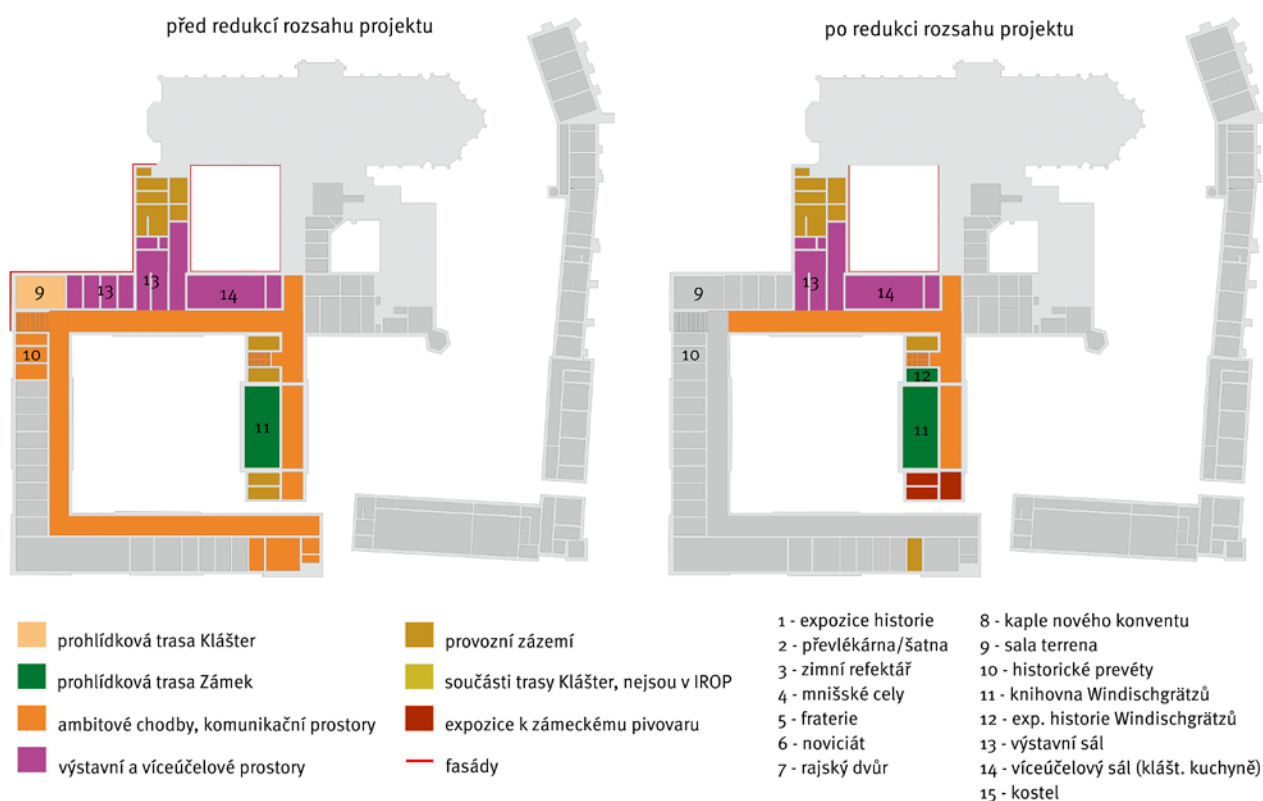 před redukcí rozsahu projektu
po redukci rozsahu projektu
9
13
13
14
10
11
9
13
14
10
12
11
prohlídková trasa Klášter
prohlídková trasa Zámek
ambitové chodby, komunikační prostory
výstavní a víceúčelové prostory
provozní zázemí
součásti trasy Klášter, nejsou v IROP
expozice k zámeckému pivovaru
fasády
1 - expozice historie
2 - převlékárna/šatna
3 - zimní refektář
4 - mnišské cely
5 - fraterie
6 - noviciát
7 - rajský dvůr
8 - kaple nového konventu
9 - sala terrena
10 - historické prevéty
11 - knihovna Windischgrätzů
12 - exp. historie Windischgrätzů
13 - výstavní sál
14 - víceúčelový sál (klášt. kuchyně)
15 - kostel